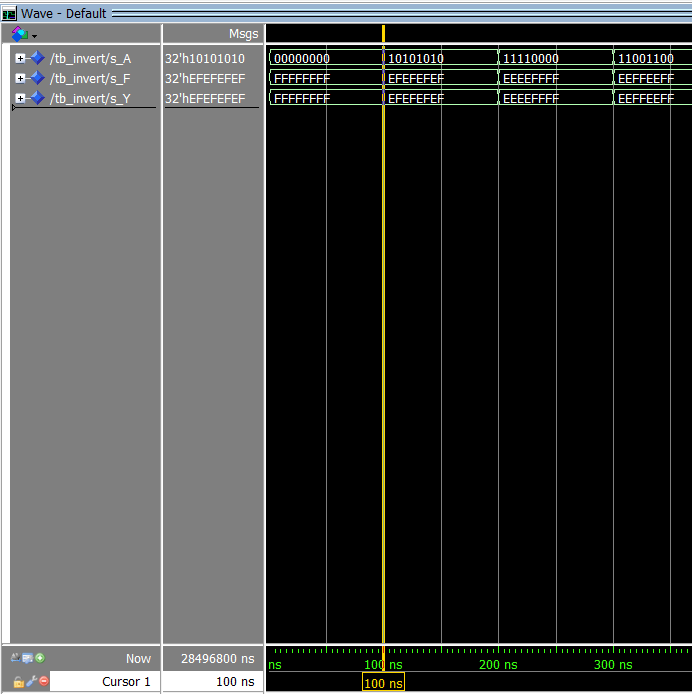 Wave - Default
Msgs
/tb_invert/s_A 32'h10101010 00000000 10101010 11110000 11001100
/tb_invert/s_F 32'hEFEFEFEF FFFFFFFF EFEFEFEF EEEEFFFF EEFFEEFF
/tb_invert/s_Y 32'hEFEFEFEF FFFFFFFF EFEFEFEF EEEEFFFF EEFFEEFF
Now 28496800 ns ns 100 ns 200 ns 300 ns
Cursor 1 100 ns 100 ns